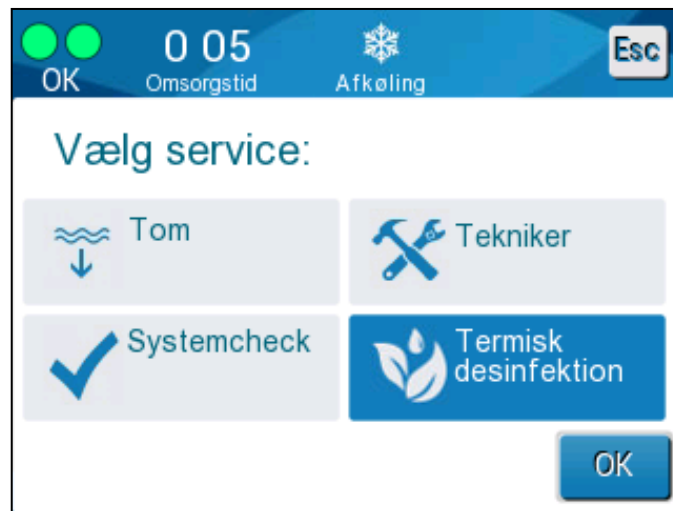 0 05
Esc
OK
Omsorgstid
Afkøling
Vælg service:
Tom
Tekniker
Systemcheck
Termisk
desinfektion
OK